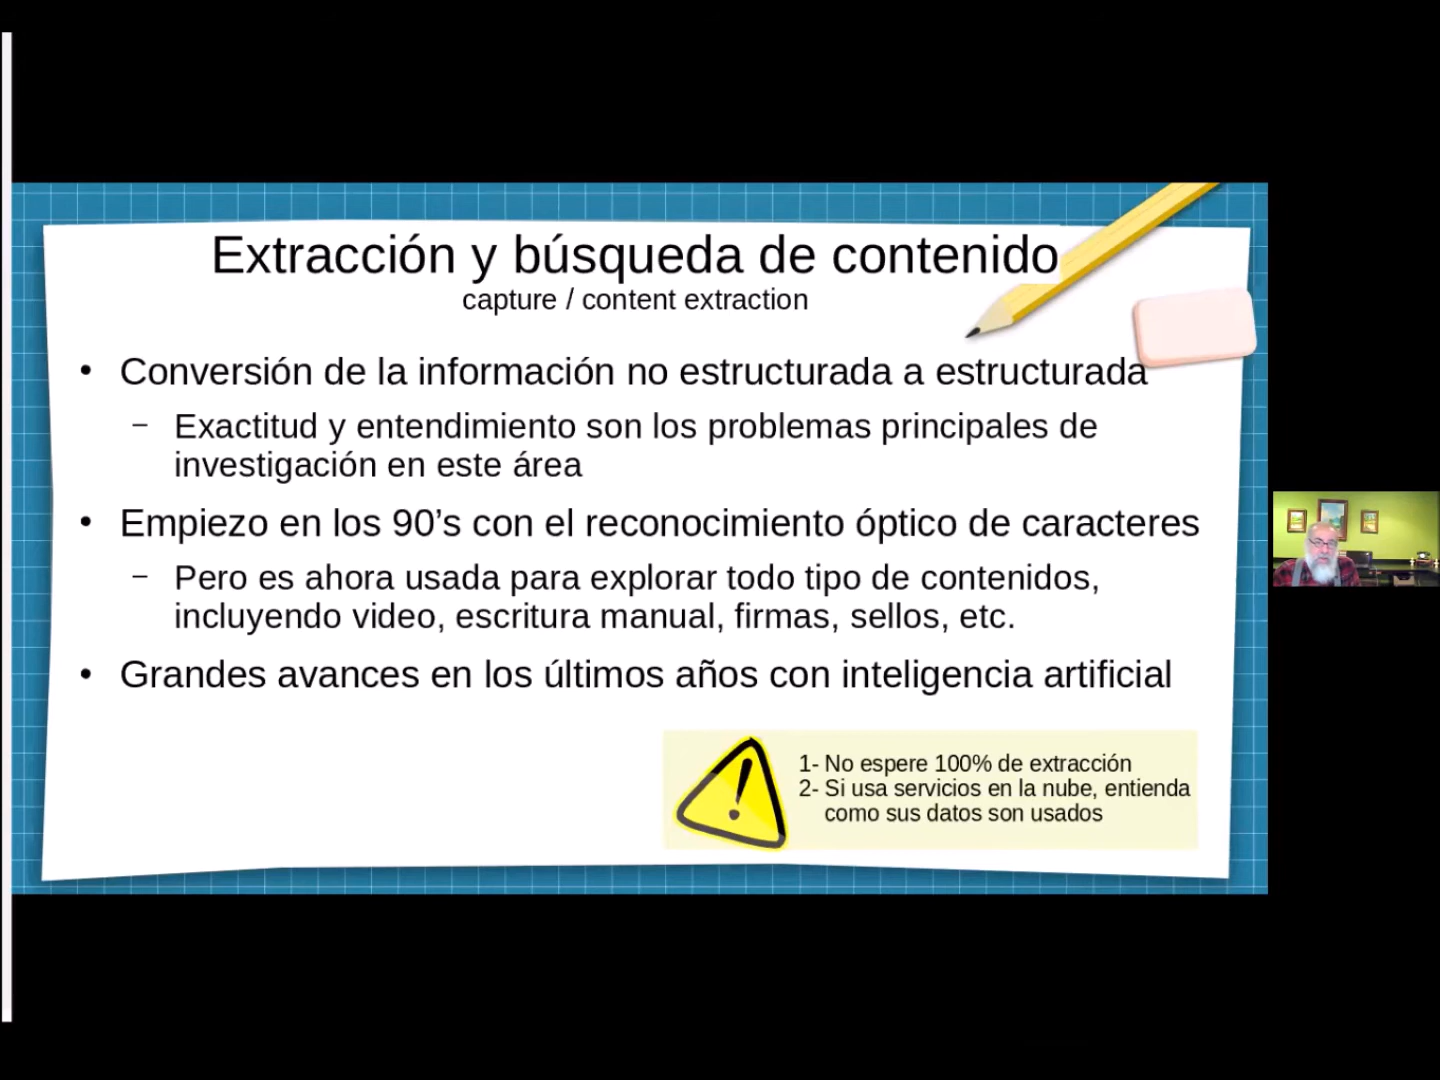 Extracción y búsqueda de contenido
capture / content extraction
• Conversión de la información no estructurada a estructurada
– Exactitud y entendimiento son los problemas principales de
investigación en este área
• Empiezo en los 90’s con el reconocimiento óptico de caracteres
– Pero es ahora usada para explorar todo tipo de contenidos,
incluyendo video, escritura manual, firmas, sellos, etc.
• Grandes avances en los últimos años con inteligencia artificial
1- No espere 100% de extracción
2- Si usa servicios en la nube, entienda
como sus datos son usados